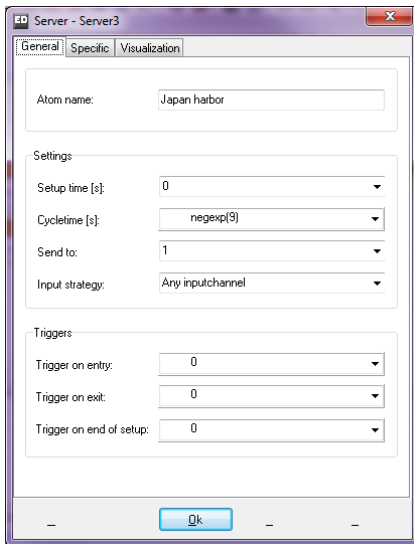 ED Server - Server3 x
General Specific Visualization
Atom name: Japan harbor
Settings
Setup time [s]: 0
Cycletime [s]: negexp(9)
Send to: 1
Input strategy: Any inputchannel
Triggers
Trigger on entry: 0
Trigger on exit: 0
Trigger on end of setup: 0
Ok